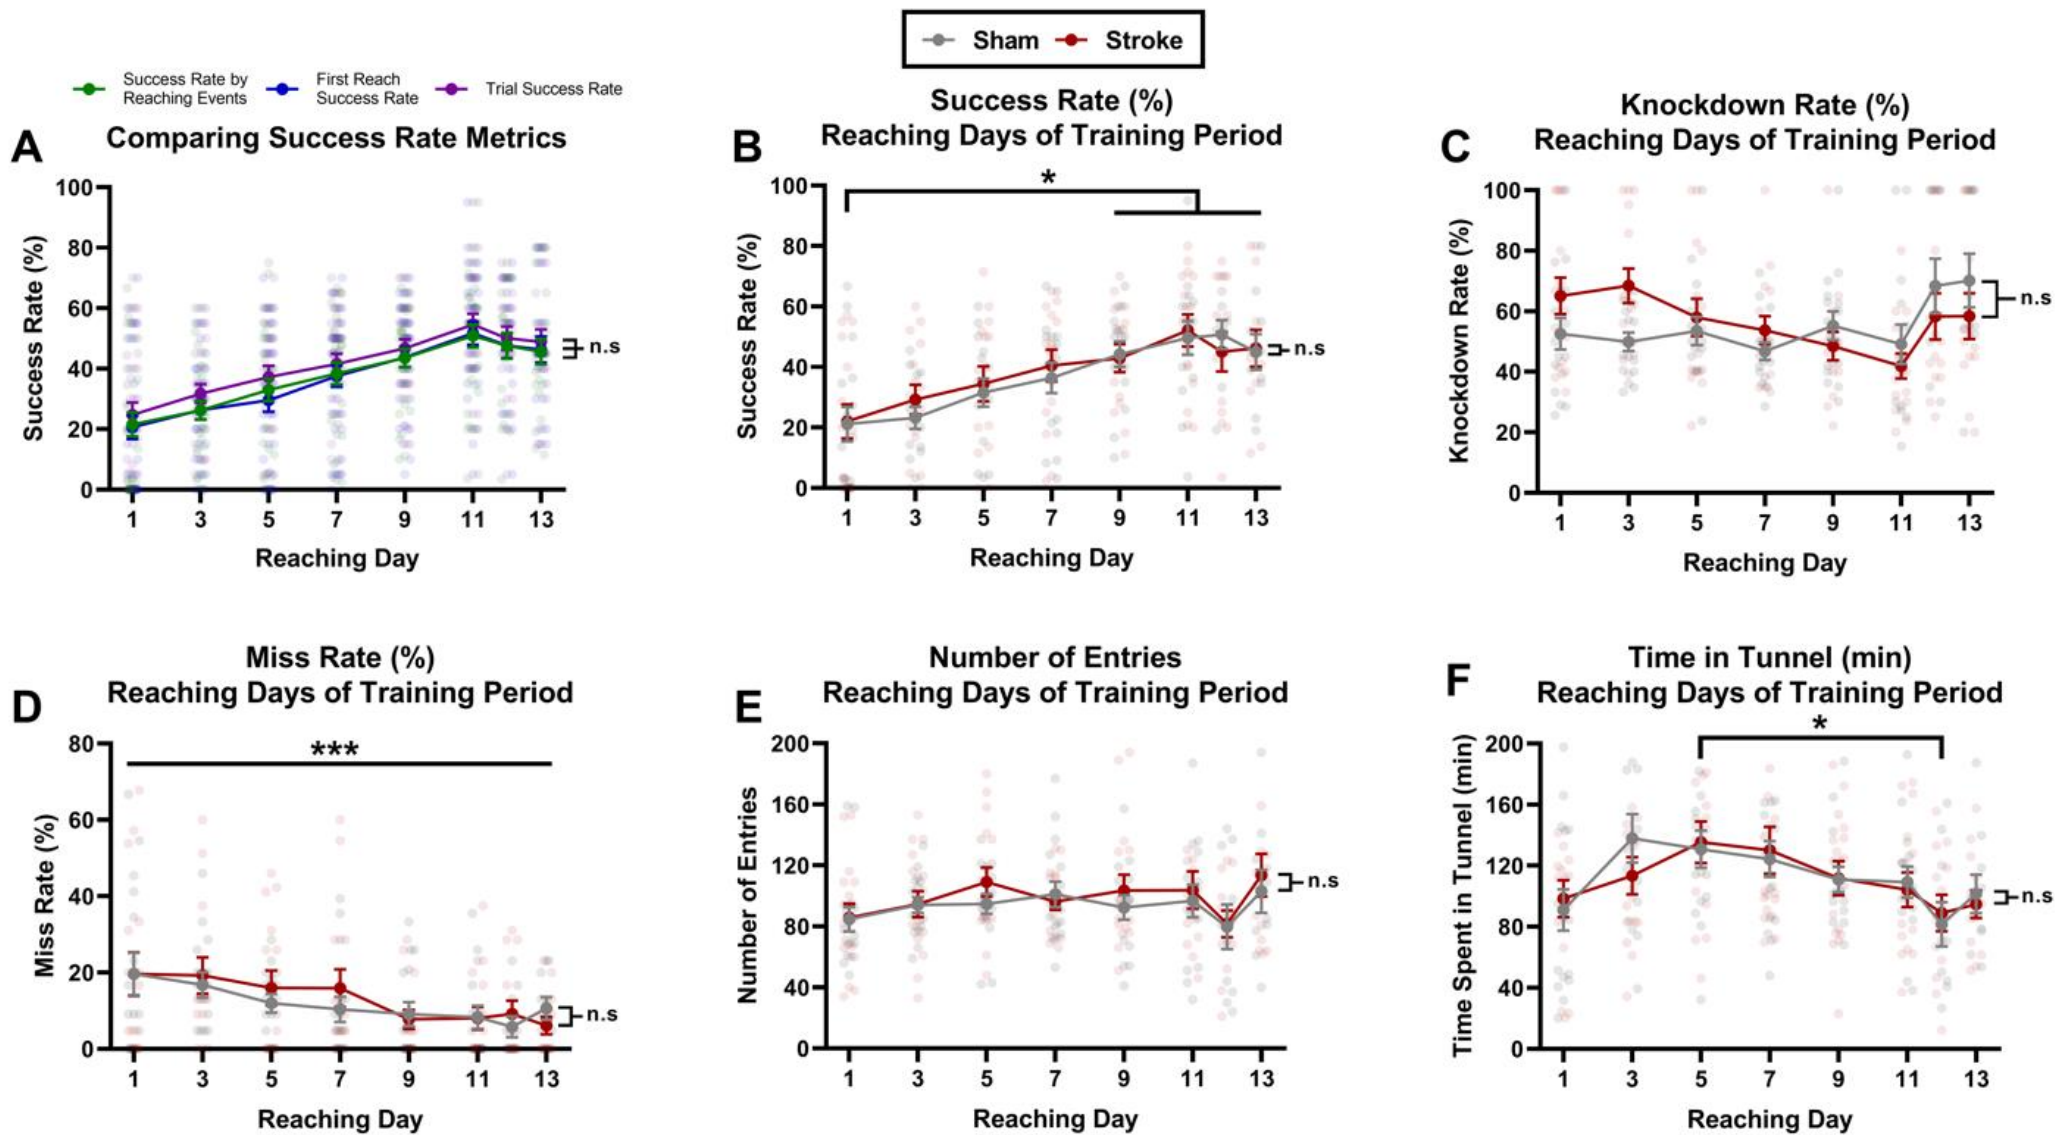 Sham Stroke
Success Rate by
Reaching Events
First Reach
Success Rate
Trial Success Rate
A
Comparing Success Rate Metrics
Success Rate (%)
100
80
60
40
20
0
n.s
1 3 5 7 9 11 13
Reaching Day
B
Success Rate (%)
Reaching Days of Training Period
*
Success Rate (%)
100
80
60
40
20
0
n.s
1 3 5 7 9 11 13
Reaching Day
C
Knockdown Rate (%)
Reaching Days of Training Period
Knockdown Rate (%)
100
80
60
40
20
0
n.s
1 3 5 7 9 11 13
Reaching Day
D
Miss Rate (%)
Reaching Days of Training Period
***
Miss Rate (%)
80
60
40
20
0
n.s
1 3 5 7 9 11 13
Reaching Day
E
Number of Entries
Reaching Days of Training Period
Number of Entries
200
160
120
80
40
0
n.s
1 3 5 7 9 11 13
Reaching Day
F
Time in Tunnel (min)
Reaching Days of Training Period
*
Time Spent in Tunnel (min)
200
160
120
80
40
0
n.s
1 3 5 7 9 11 13
Reaching Day